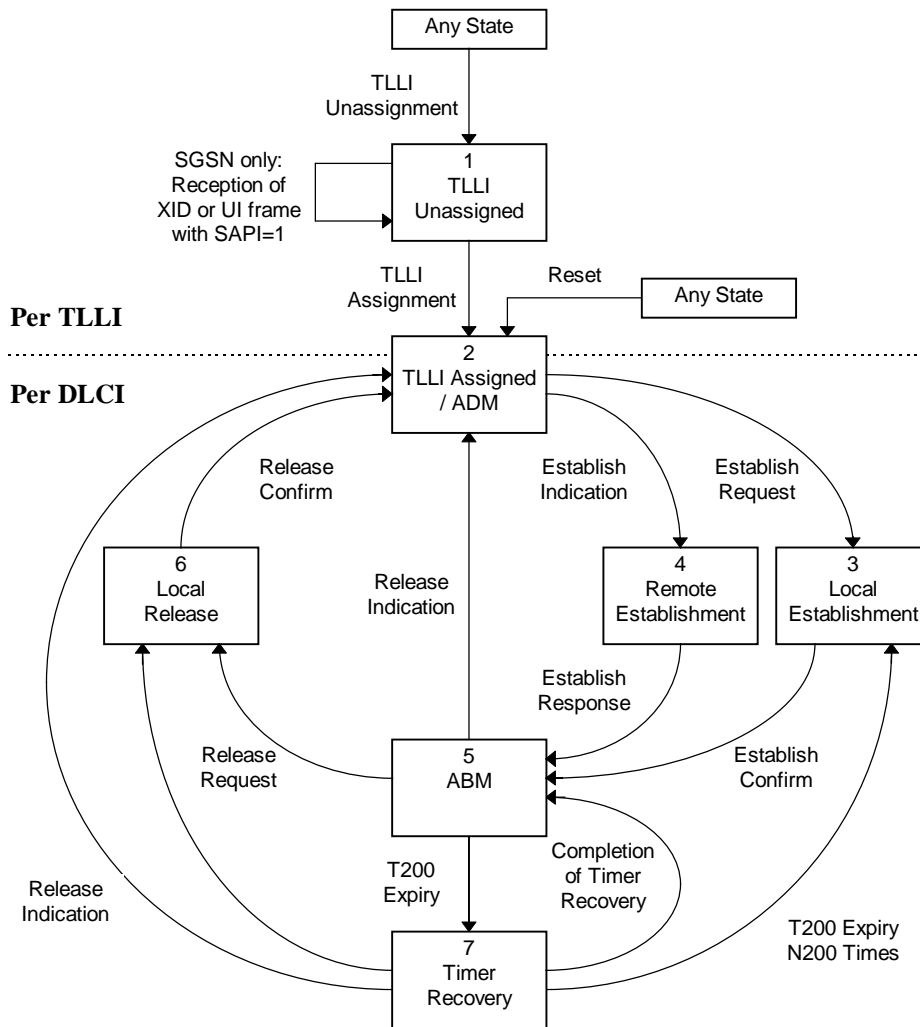 Any State
TLLI
Unassignment
SGSN only:
Reception of
XID or UI frame
with SAPI=1
1
TLLI
Unassigned
TLLI
Assignment
Reset
Any State
Per TLLI
Per DLCI
2
TLLI Assigned
/ ADM
Release
Confirm
Establish
Indication
Establish
Request
6
Local
Release
Release
Indication
4
Remote
Establishment
3
Local
Establishment
Establish
Response
Release
Request
5
ABM
Establish
Confirm
T200
Expiry
Completion
of Timer
Recovery
Release
Indication
T200 Expiry
N200 Times
7
Timer
Recovery